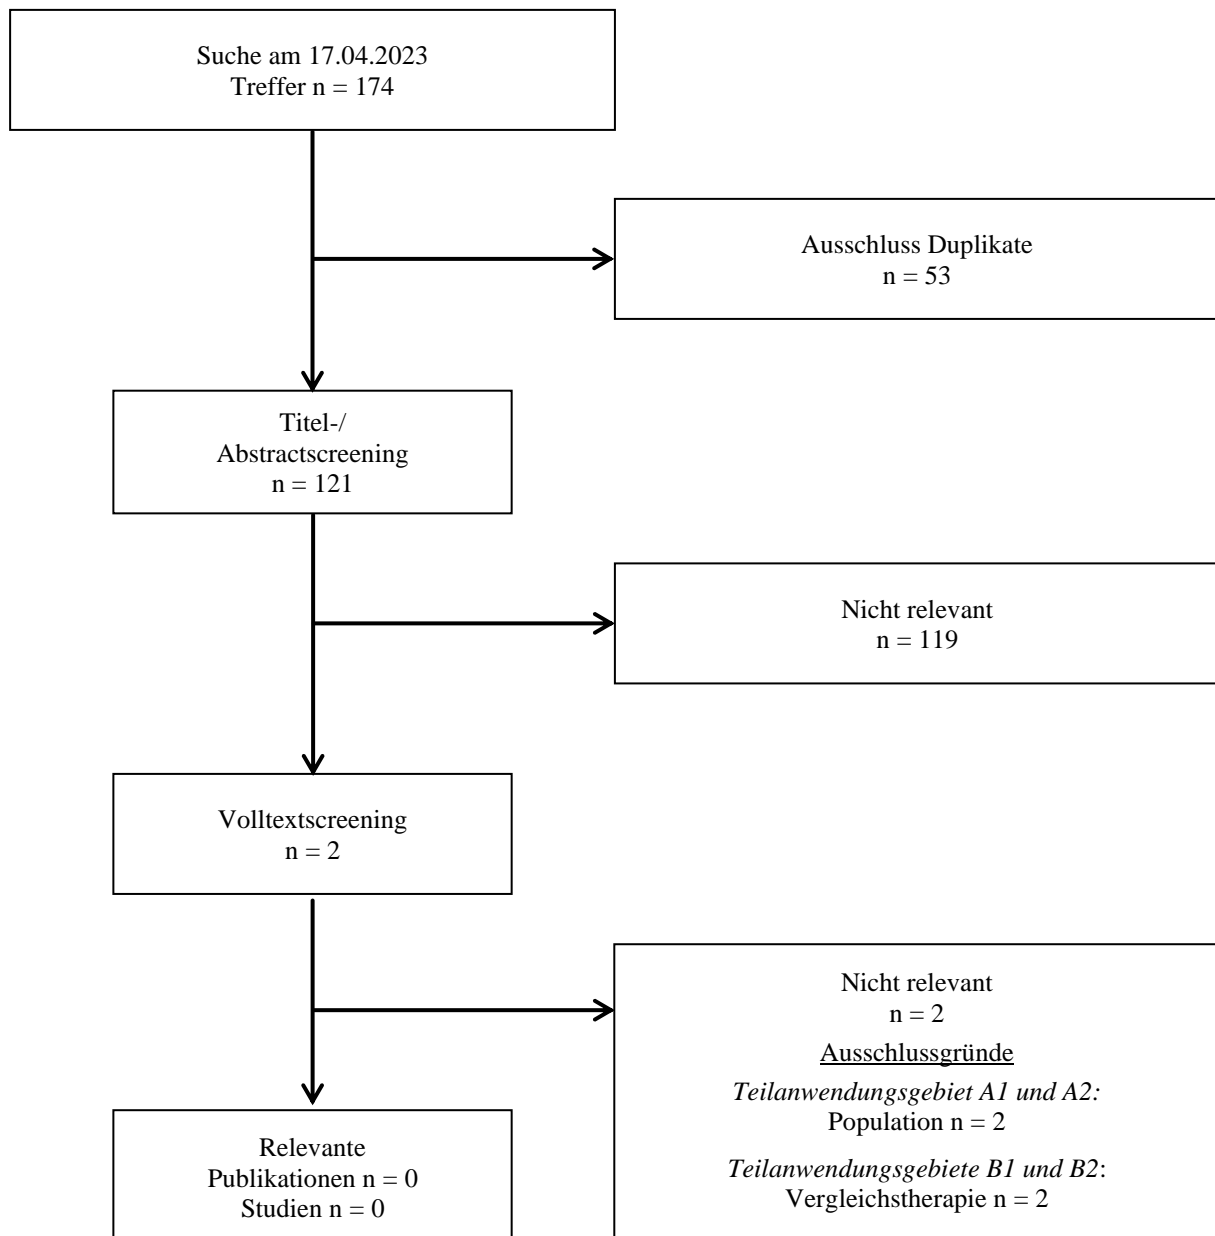 Suche am 17.04.2023
Treffer n = 174
Ausschluss Duplikate
n = 53
Titel-/
Abstractscreening
n = 121
Nicht relevant
n = 119
Volltextscreening
n = 2
Nicht relevant
n = 2
Ausschlussgründe
Teilanwendungsgebiet A1 und A2:
Population n = 2
Teilanwendungsgebiete B1 und B2:
Vergleichstherapie n = 2
Relevante
Publikationen n = 0
Studien n = 0